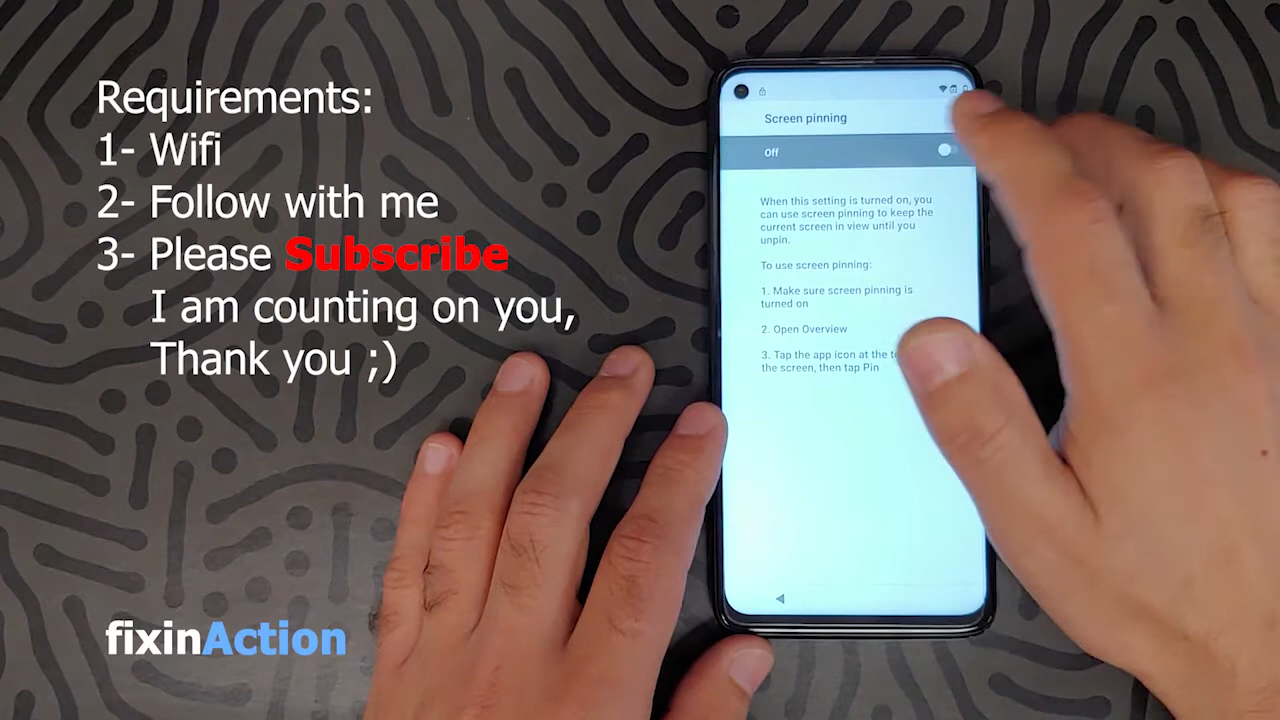 Requirements:
1- Wifi
2- Follow with me
3- Please Subscribe
I am counting on you,
Thank you ;)
fixinAction
Screen pinning
Off
When this setting is turned on, you
can use screen pinning to keep the
current screen in view until you
unpin.
To use screen pinning:
1. Make sure screen pinning is
turned on
2. Open Overview
3. Tap the app icon at the
the screen, then tap Pin